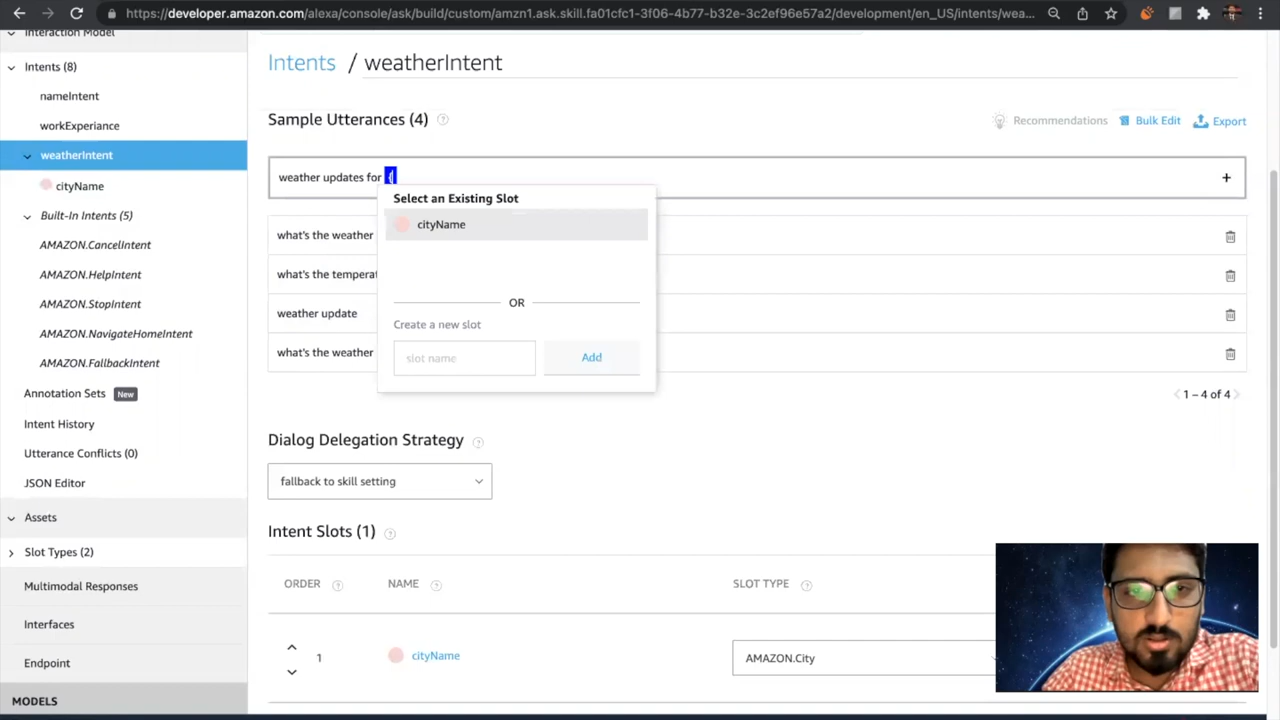 https://developer.amazon.com/alexa/console/ask/build/custom/amzn1.ask.skill.fa01cfc1-3f06-4b77-b32e-3c2ef96e57a2/development/en_US/intents/wea...
Interaction Model
Intents (8)
nameIntent
workExperiance
weatherIntent
cityName
Built-In Intents (5)
AMAZON.CancelIntent
AMAZON.HelpIntent
AMAZON.StopIntent
AMAZON.NavigateHomeIntent
AMAZON.FallbackIntent
Annotation Sets New
Intent History
Utterance Conflicts (0)
JSON Editor
Assets
Slot Types (2)
Multimodal Responses
Interfaces
Endpoint
MODELS
Intents / weatherIntent
Sample Utterances (4) ?
Recommendations Bulk Edit Export
weather updates for {
Select an Existing Slot
cityName
OR
Create a new slot
slot name Add
what's the weather
what's the temperat
weather update
what's the weather
1 – 4 of 4
Dialog Delegation Strategy ?
fallback to skill setting
Intent Slots (1) ?
ORDER ? NAME ? SLOT TYPE ?
1 cityName AMAZON.City